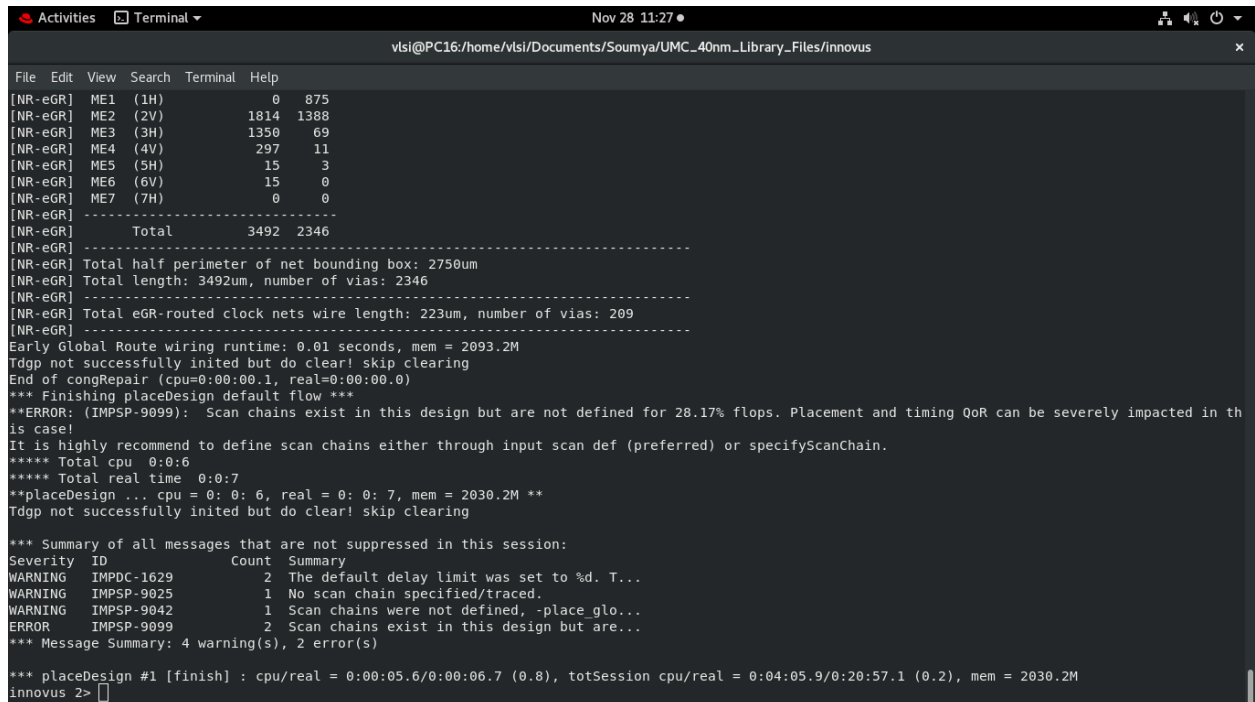 Activities Terminal Nov 28 11:27
vlsi@PC16:/home/vlsi/Documents/Soumya/UMC_40nm_Library_Files/innovus ×
File Edit View Search Terminal Help
[NR-eGR] ME1 (1H) 0 875
[NR-eGR] ME2 (2V) 1814 1388
[NR-eGR] ME3 (3H) 1350 69
[NR-eGR] ME4 (4V) 297 11
[NR-eGR] ME5 (5H) 15 3
[NR-eGR] ME6 (6V) 15 0
[NR-eGR] ME7 (7H) 0 0
[NR-eGR] --------------------------------
[NR-eGR] Total 3492 2346
[NR-eGR] --------------------------------------------------------------------------
[NR-eGR] Total half perimeter of net bounding box: 2750um
[NR-eGR] Total length: 3492um, number of vias: 2346
[NR-eGR] --------------------------------------------------------------------------
[NR-eGR] Total eGR-routed clock nets wire length: 223um, number of vias: 209
[NR-eGR] --------------------------------------------------------------------------
Early Global Route wiring runtime: 0.01 seconds, mem = 2093.2M
Tdgp not successfully inited but do clear! skip clearing
End of congRepair (cpu=0:00:00.1, real=0:00:00.0)
*** Finishing placeDesign default flow ***
**ERROR: (IMPSP-9099): Scan chains exist in this design but are not defined for 28.17% flops. Placement and timing QoR can be severely impacted in th
is case!
It is highly recommend to define scan chains either through input scan def (preferred) or specifyScanChain.
***** Total cpu 0:0:6
***** Total real time 0:0:7
**placeDesign ... cpu = 0: 0: 6, real = 0: 0: 7, mem = 2030.2M **
Tdgp not successfully inited but do clear! skip clearing
*** Summary of all messages that are not suppressed in this session:
Severity ID Count Summary
WARNING IMPDC-1629 2 The default delay limit was set to %d. T...
WARNING IMPSP-9025 1 No scan chain specified/traced.
WARNING IMPSP-9042 1 Scan chains were not defined, -place_glo...
ERROR IMPSP-9099 2 Scan chains exist in this design but are...
*** Message Summary: 4 warning(s), 2 error(s)
*** placeDesign #1 [finish] : cpu/real = 0:00:05.6/0:00:06.7 (0.8), totSession cpu/real = 0:04:05.9/0:20:57.1 (0.2), mem = 2030.2M
innovus 2>